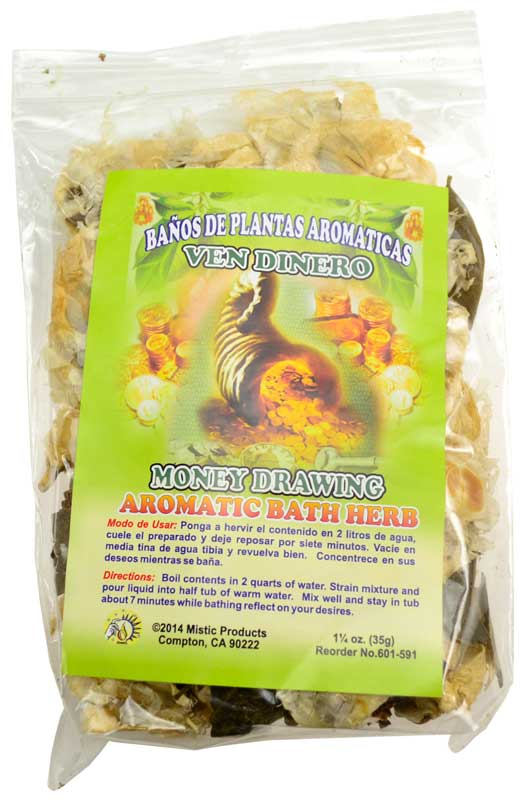 BAÑOS DE PLANTAS AROMATICAS
VEN DINERO
MONEY DRAWING
AROMATIC BATH HERB
Modo de Usar: Ponga a hervir el contenido en 2 litros de agua,
cuele el preparado y deje reposar por siete minutos. Vacie en
media tina de agua tibia y revuelva bien. Concentrece en sus
deseos mientras se baña.
Directions: Boil contents in 2 quarts of water. Strain mixture and
pour liquid into half tub of warm water. Mix well and stay in tub
about 7 minutes while bathing reflect on your desires.
©2014 Mistic Products
Compton, CA 90222
1¼ oz. (35g)
Reorder No.601-591